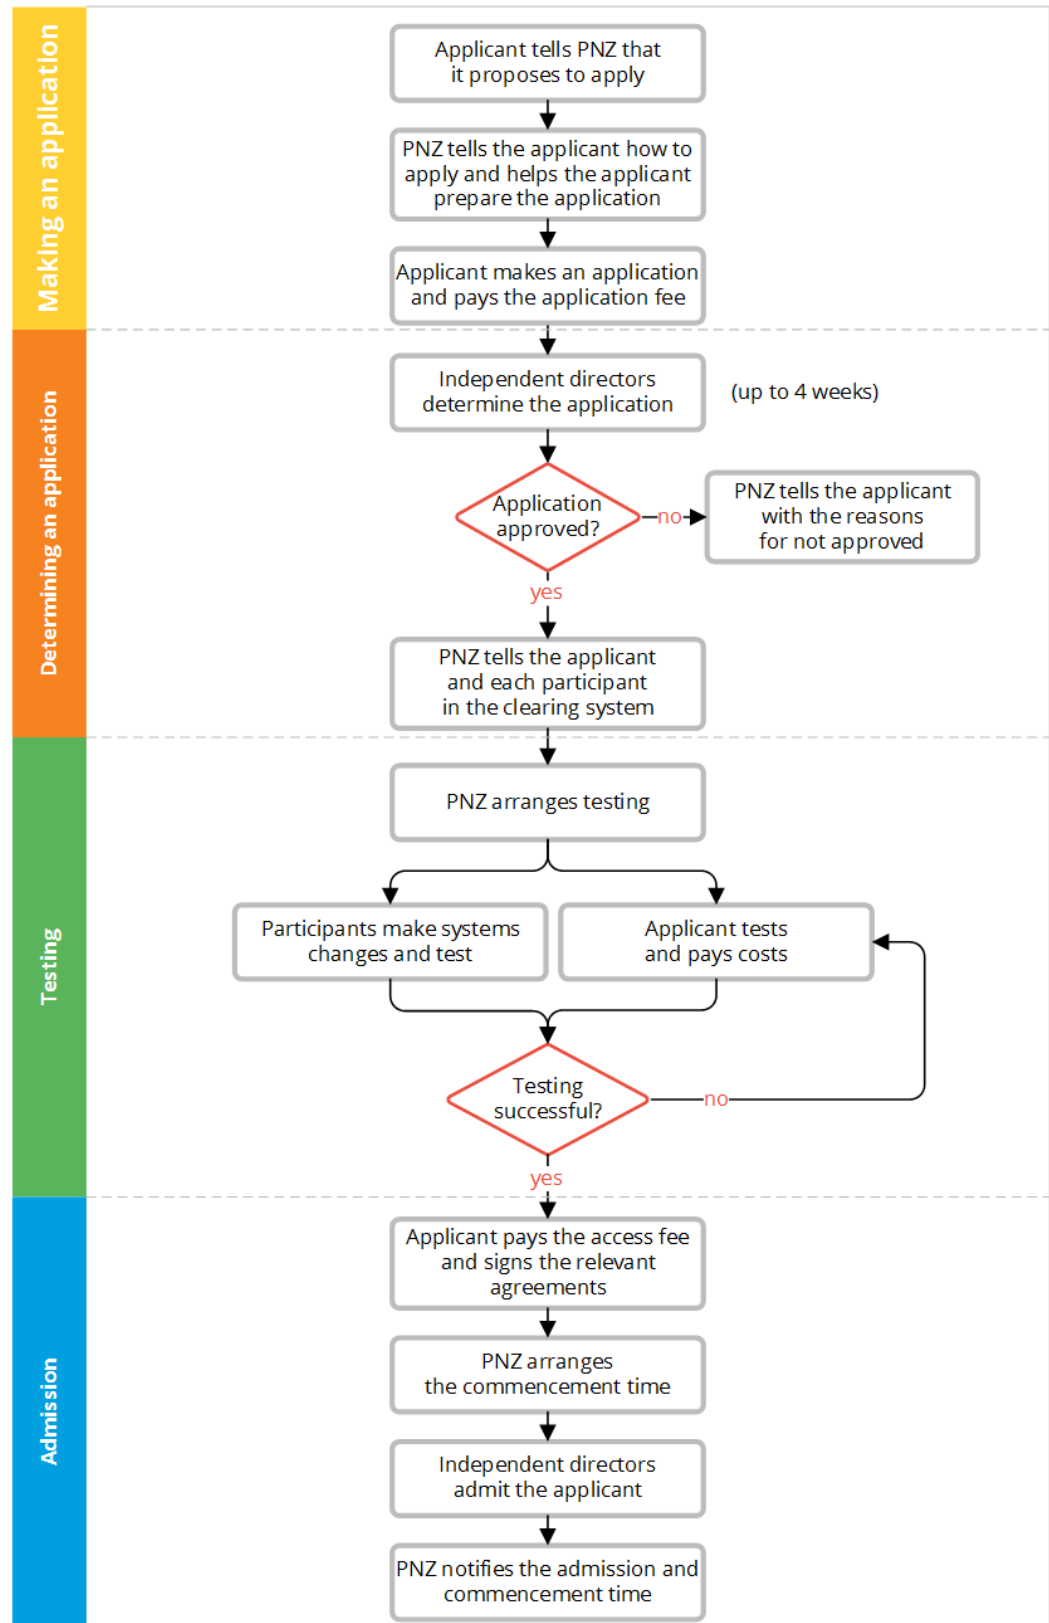 Making an application
Applicant tells PNZ that
it proposes to apply
PNZ tells the applicant how to
apply and helps the applicant
prepare the application
Applicant makes an application
and pays the application fee
Determining an application
Independent directors
determine the application
(up to 4 weeks)
Application
approved?
no
PNZ tells the applicant
with the reasons
for not approved
yes
PNZ tells the applicant
and each participant
in the clearing system
Testing
PNZ arranges testing
Participants make systems
changes and test
Applicant tests
and pays costs
Testing
successful?
no
yes
Admission
Applicant pays the access fee
and signs the relevant
agreements
PNZ arranges
the commencement time
Independent directors
admit the applicant
PNZ notifies the admission and
commencement time